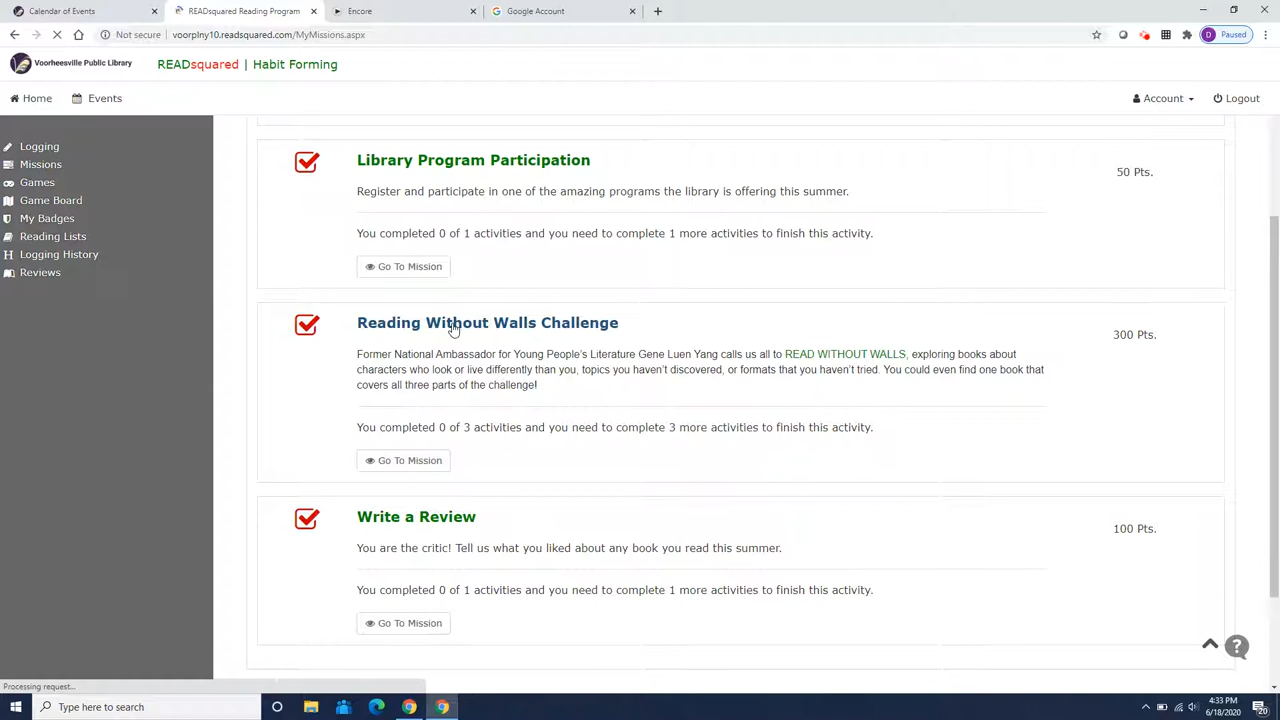 Calendar of Events
READsquared Reading Program
Encore
Google Account
Not secure
voorplny10.readsquared.com/MyMissions.aspx
D
Paused
Voorheesville Public Library
READsquared | Habit Forming
Home
Events
Account
Logout
Logging
Missions
Games
Game Board
My Badges
Reading Lists
Logging History
Reviews
Library Program Participation
50 Pts.
Register and participate in one of the amazing programs the library is offering this summer.
You completed 0 of 1 activities and you need to complete 1 more activities to finish this activity.
Go To Mission
Reading Without Walls Challenge
300 Pts.
Former National Ambassador for Young People's Literature Gene Luen Yang calls us all to READ WITHOUT WALLS, exploring books about
characters who look or live differently than you, topics you haven't discovered, or formats that you haven't tried. You could even find one book that
covers all three parts of the challenge!
You completed 0 of 3 activities and you need to complete 3 more activities to finish this activity.
Go To Mission
Write a Review
100 Pts.
You are the critic! Tell us what you liked about any book you read this summer.
You completed 0 of 1 activities and you need to complete 1 more activities to finish this activity.
Go To Mission
Processing request...
Type here to search
4:33 PM
6/18/2020
20